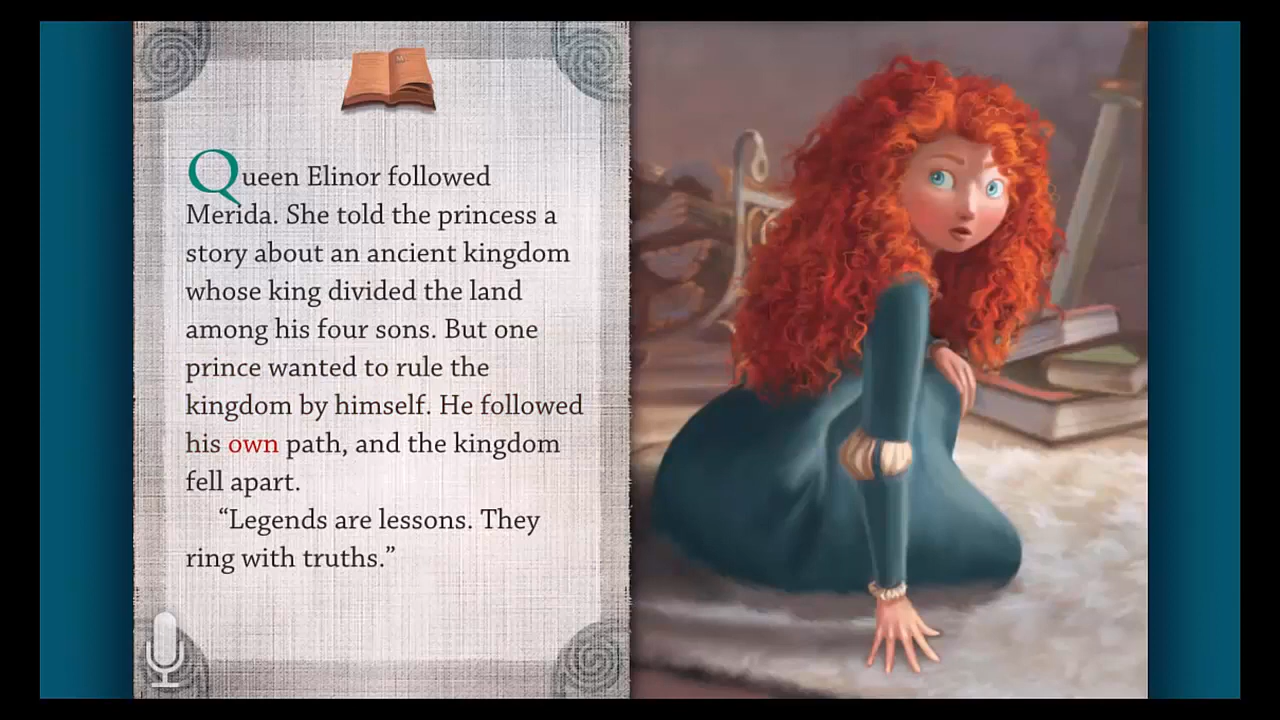 Queen Elinor followed
Merida. She told the princess a
story about an ancient kingdom
whose king divided the land
among his four sons. But one
prince wanted to rule the
kingdom by himself. He followed
his own path, and the kingdom
fell apart.
“Legends are lessons. They
ring with truths.”